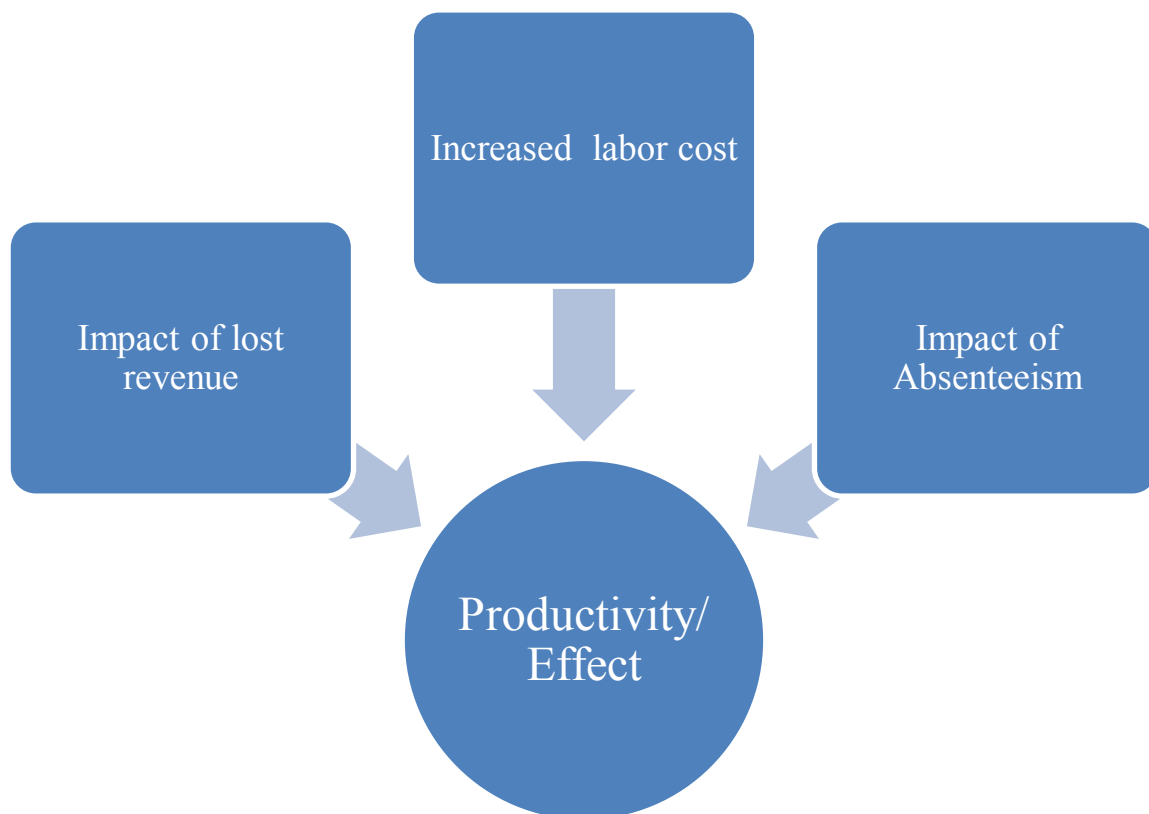 Increased  labor cost
Impact of lost
revenue
Impact of
Absenteeism
Productivity/
Effect